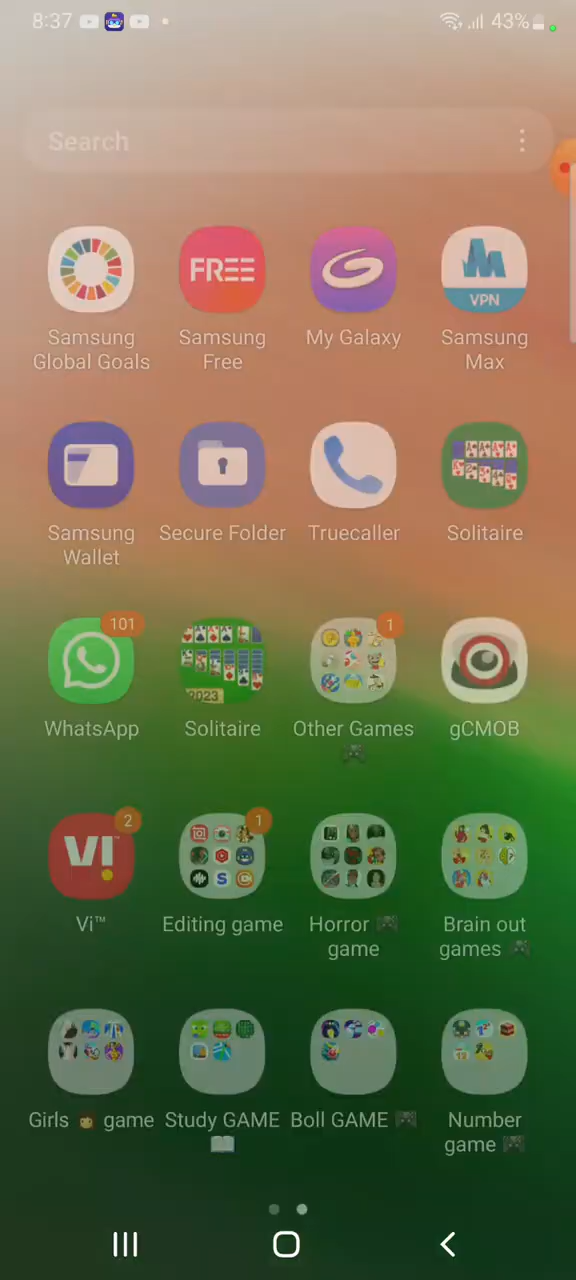 8:37
43%
Search
FREE
VPN
Samsung Global Goals
Samsung Free
My Galaxy
Samsung Max
Samsung Wallet
Secure Folder
Truecaller
Solitaire
101
2023
1
WhatsApp
Solitaire
Other Games 🎮
gCMOB
2
VI
1
Vi™
Editing game
Horror 🎮 game
Brain out games 🎮
Girls 👩 game
Study GAME 📖
Boll GAME 🎮
Number game 🎮